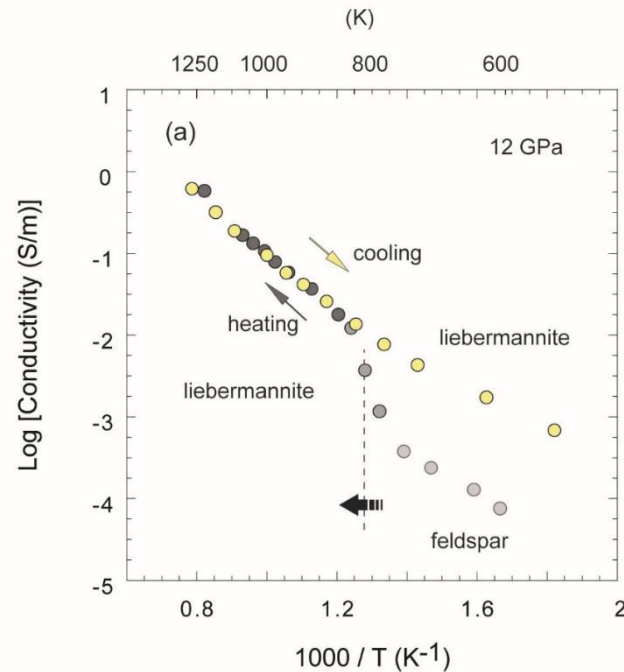 (K)
1250 1000 800 600
1
(a)
12 GPa
0
cooling
-1
heating
-2
liebermannite
liebermannite
-3
-4
feldspar
-5
0.8 1.2 1.6 2
1000 / T (K-1)
Log [Conductivity (S/m)]